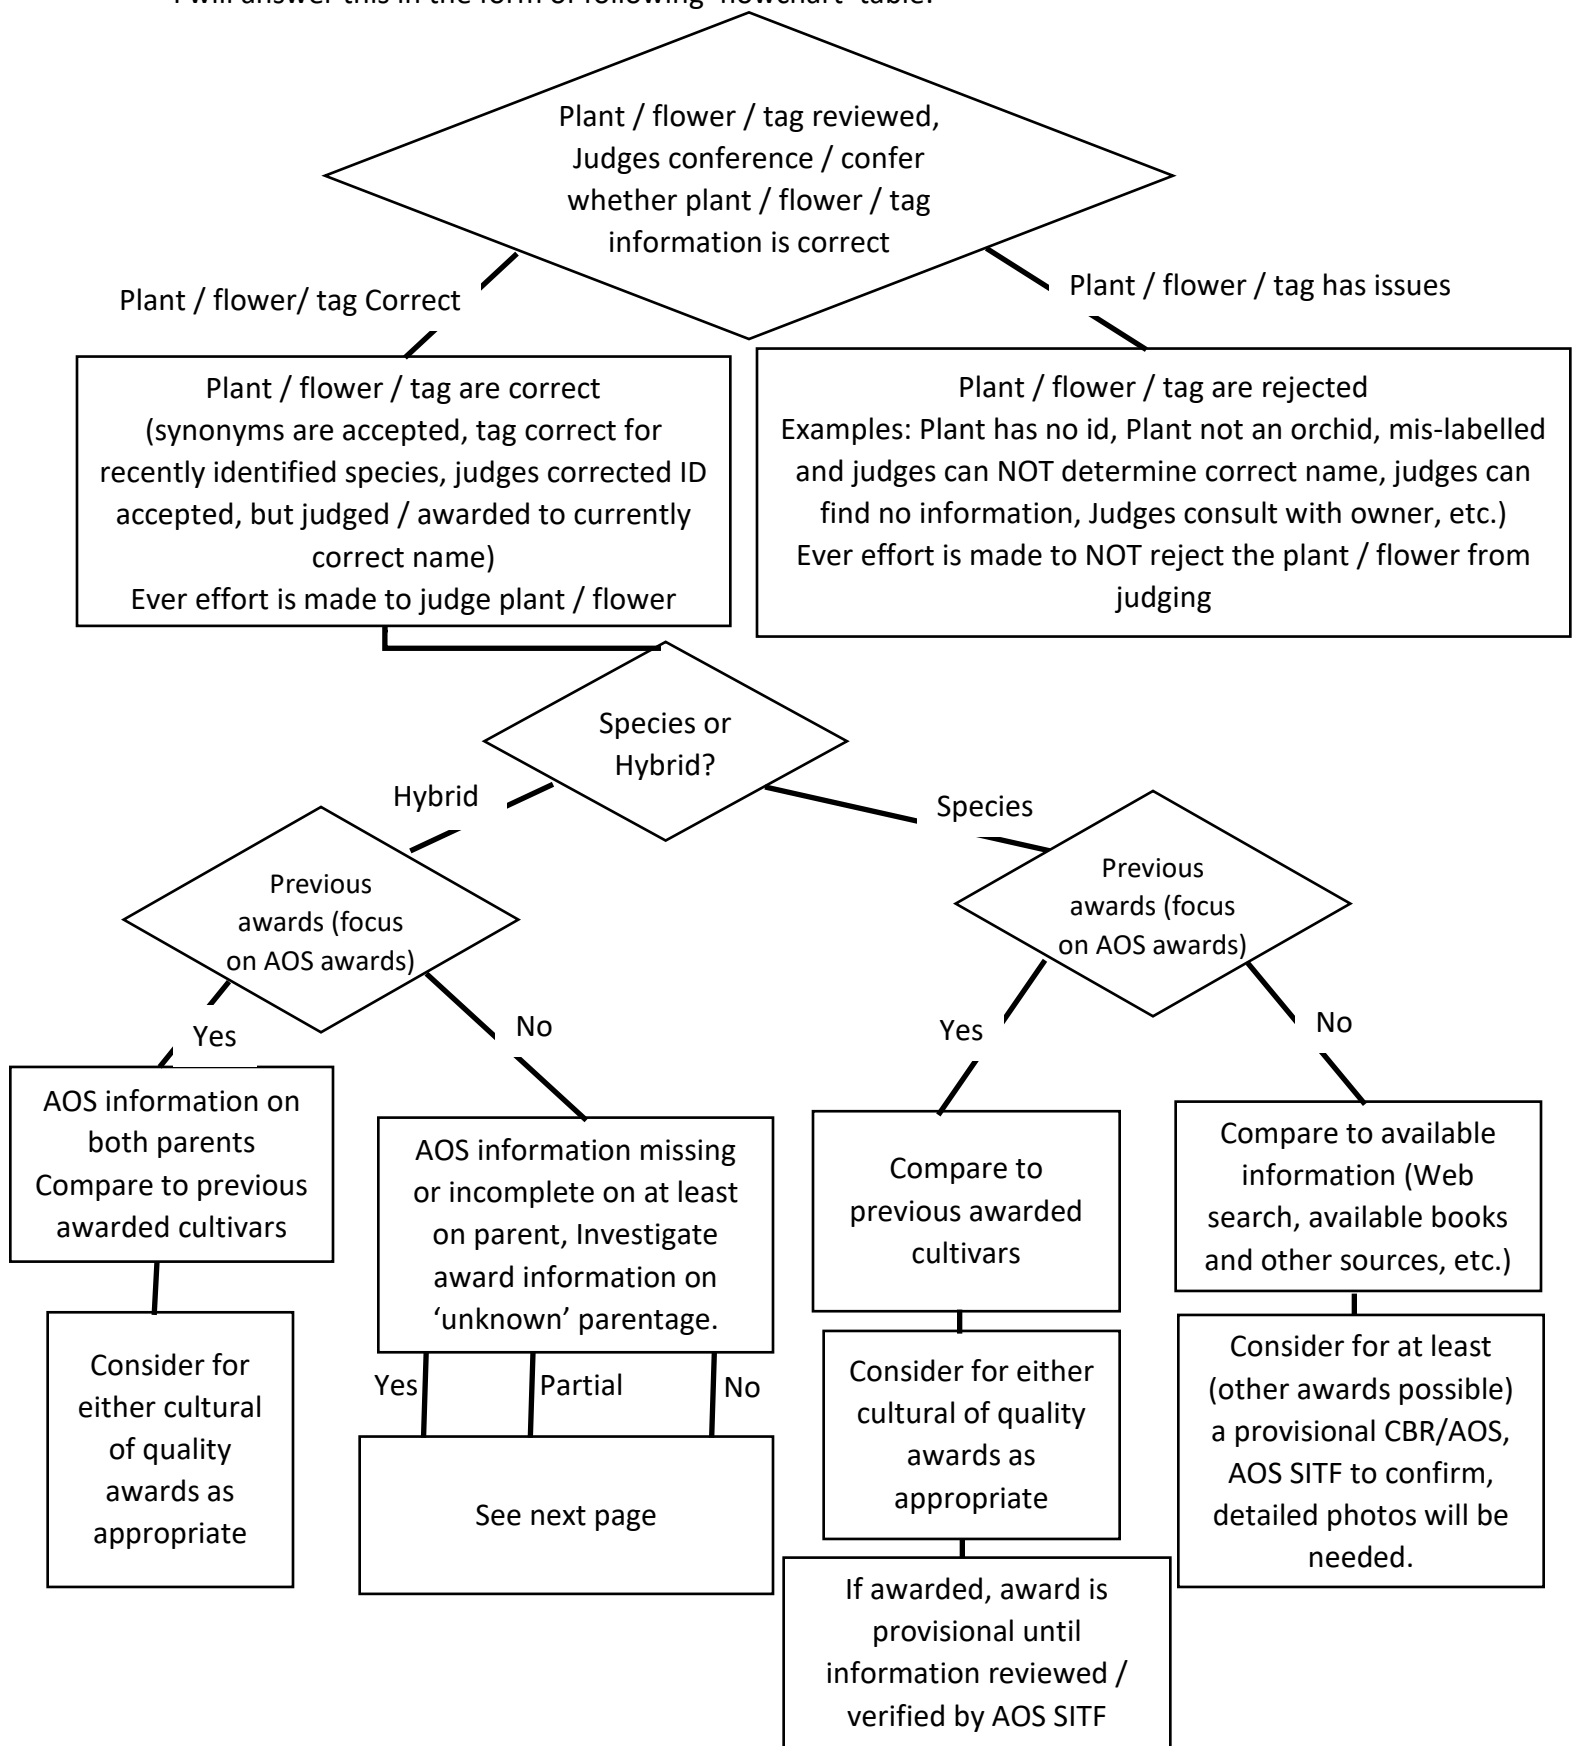 Plant / flower / tag reviewed,
Judges conference / confer
whether plant / flower / tag
information is correct
Plant / flower/ tag Correct
Plant / flower / tag has issues
Plant / flower / tag are correct
(synonyms are accepted, tag correct for
recently identified species, judges corrected ID
accepted, but judged / awarded to currently
correct name)
Ever effort is made to judge plant / flower
Plant / flower / tag are rejected
Examples: Plant has no id, Plant not an orchid, mis-labelled
and judges can NOT determine correct name, judges can
find no information, Judges consult with owner, etc.)
Ever effort is made to NOT reject the plant / flower from
judging
Species or
Hybrid?
Hybrid
Species
Previous
awards (focus
on AOS awards)
Previous
awards (focus
on AOS awards)
Yes
No
Yes
No
AOS information on
both parents
Compare to previous
awarded cultivars
AOS information missing
or incomplete on at least
on parent, Investigate
award information on
‘unknown’ parentage.
Compare to
previous awarded
cultivars
Compare to available
information (Web
search, available books
and other sources, etc.)
Consider for
either cultural
of quality
awards as
appropriate
Yes
Partial
No
See next page
Consider for either
cultural of quality
awards as
appropriate
Consider for at least
(other awards possible)
a provisional CBR/AOS,
AOS SITF to confirm,
detailed photos will be
needed.
If awarded, award is
provisional until
information reviewed /
verified by AOS SITF